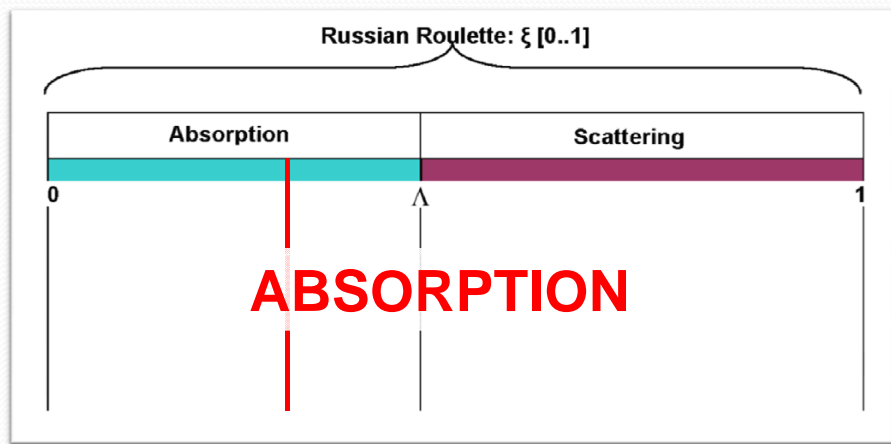 Russian Roulette: ξ [0..1]
Absorption Scattering
0 Λ 1
ABSORPTION